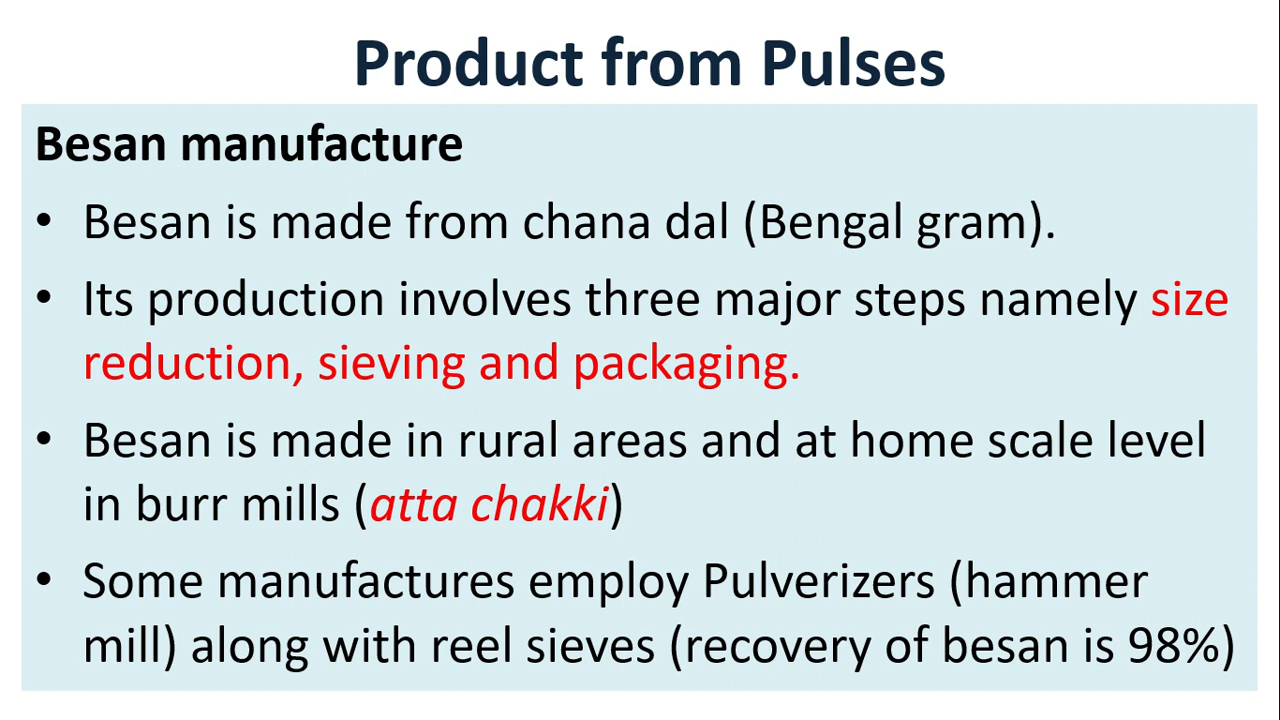 Product from Pulses
Besan manufacture
• Besan is made from chana dal (Bengal gram).
• Its production involves three major steps namely size
reduction, sieving and packaging.
• Besan is made in rural areas and at home scale level
in burr mills (atta chakki)
• Some manufactures employ Pulverizers (hammer
mill) along with reel sieves (recovery of besan is 98%)